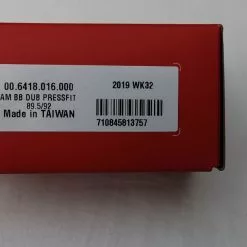 00.6418.016.000
AM BB DUB PRESSFIT
89.5/92
Made in TAIWAN
2019 WK32
710845813757